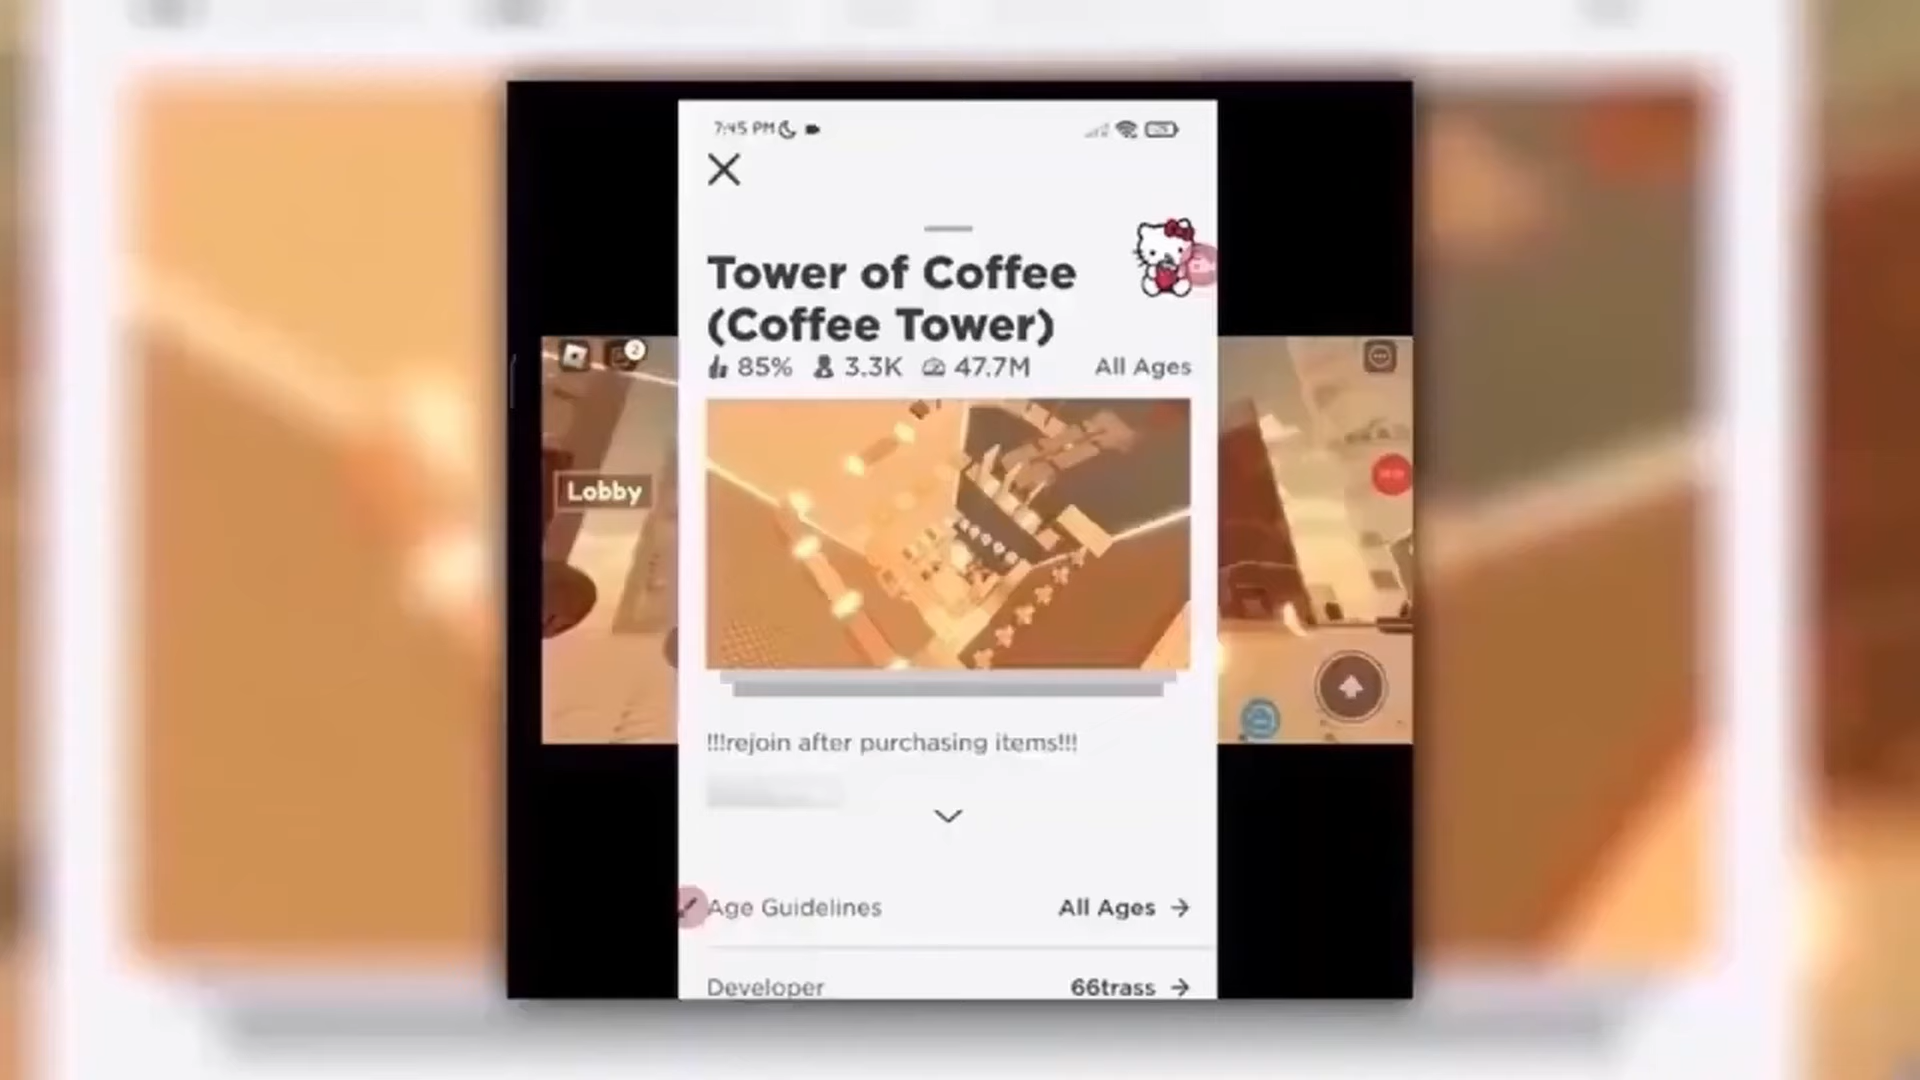 7:45 PM
Tower of Coffee
(Coffee Tower)
85% 3.3K 47.7M All Ages
2
Lobby
!!!rejoin after purchasing items!!!
Age Guidelines All Ages
Developer 66trass